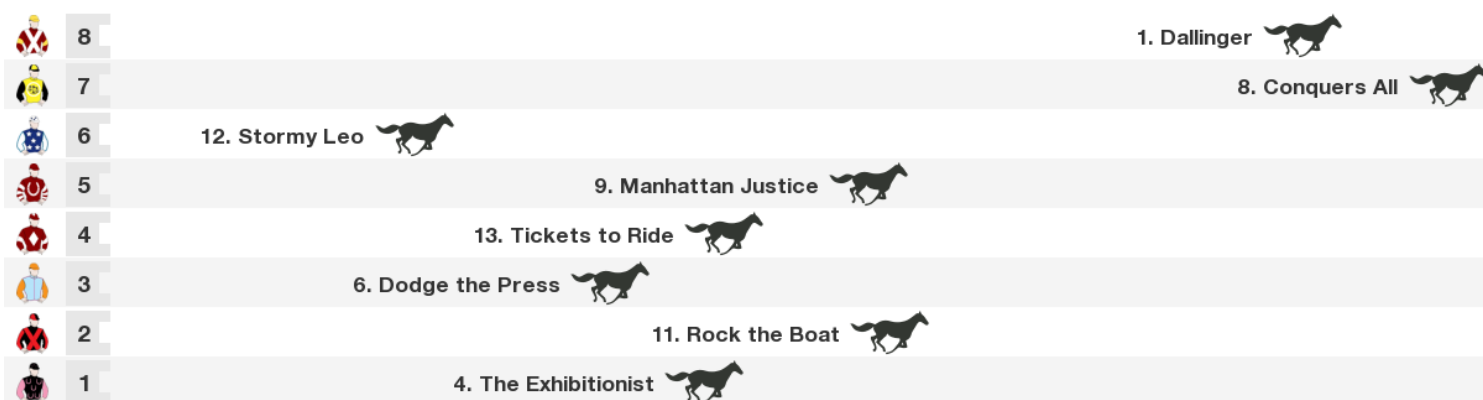 8 1. Dallinger
7 8. Conquers All
6 12. Stormy Leo
5 9. Manhattan Justice
4 13. Tickets to Ride
3 6. Dodge the Press
2 11. Rock the Boat
1 4. The Exhibitionist